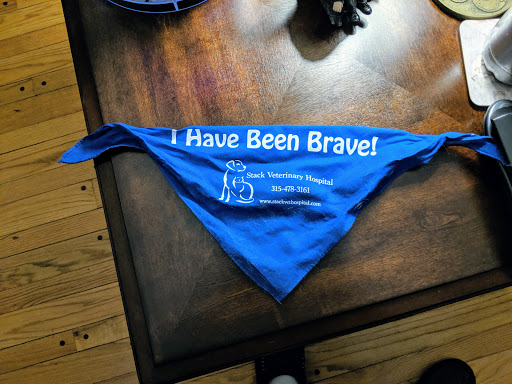 I Have Been Brave!
Stack Veterinary Hospital
315-478-3161
www.stackvethospital.com